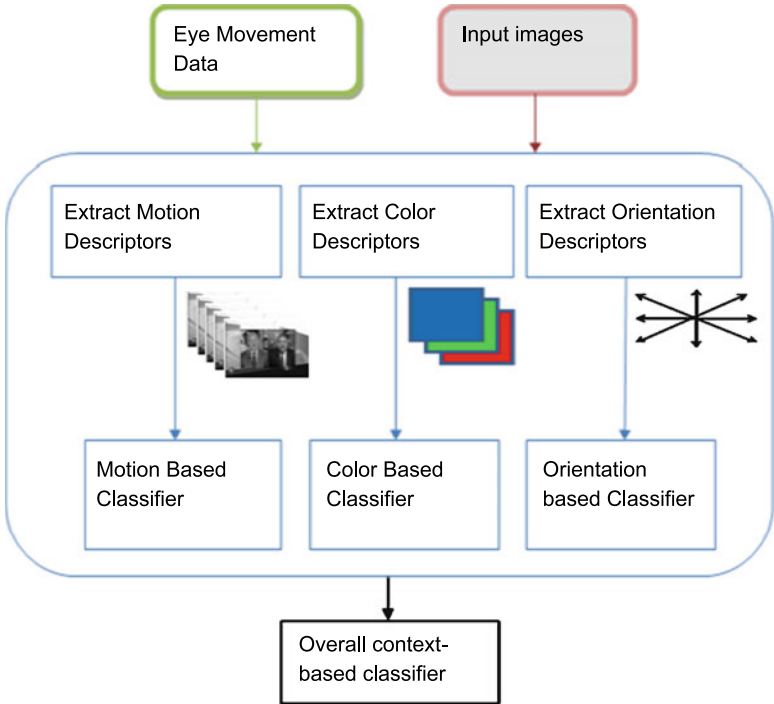 Eye Movement
Data
Input images
Extract Motion
Descriptors
Extract Color
Descriptors
Extract Orientation
Descriptors
Motion Based
Classifier
Color Based
Classifier
Orientation
based Classifier
Overall context-
based classifier